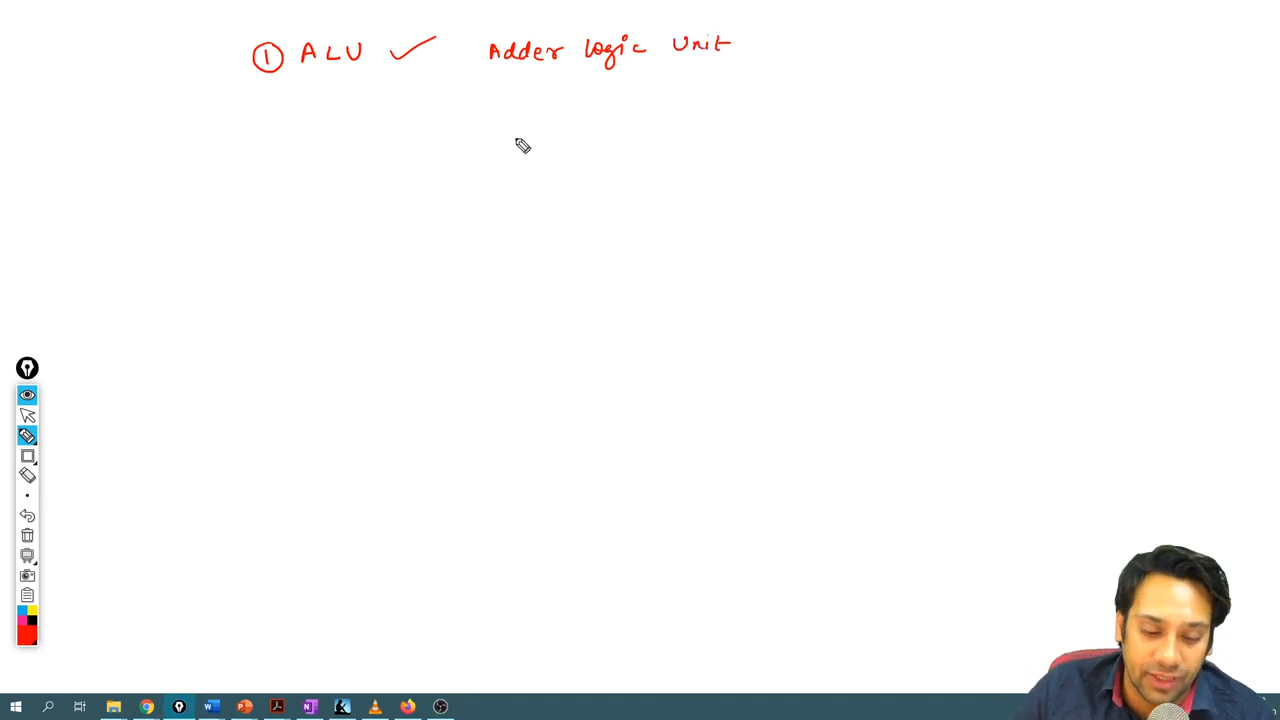 ① ALU ✓ Adder Logic Unit